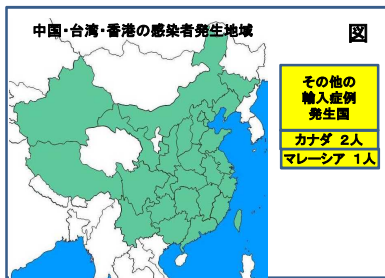 中国・台湾・香港の感染者発生地域
図
その他の
輸入症例
発生国
カナダ 2人
マレーシア 1人